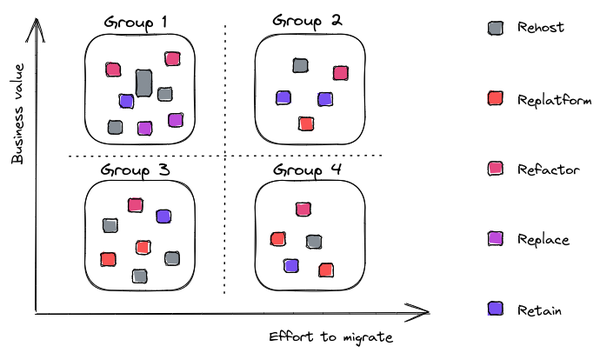 Group 1
Group 2
Rehost
Business value
Replatform
Group 3
Group 4
Refactor
Replace
Retain
Effort to migrate